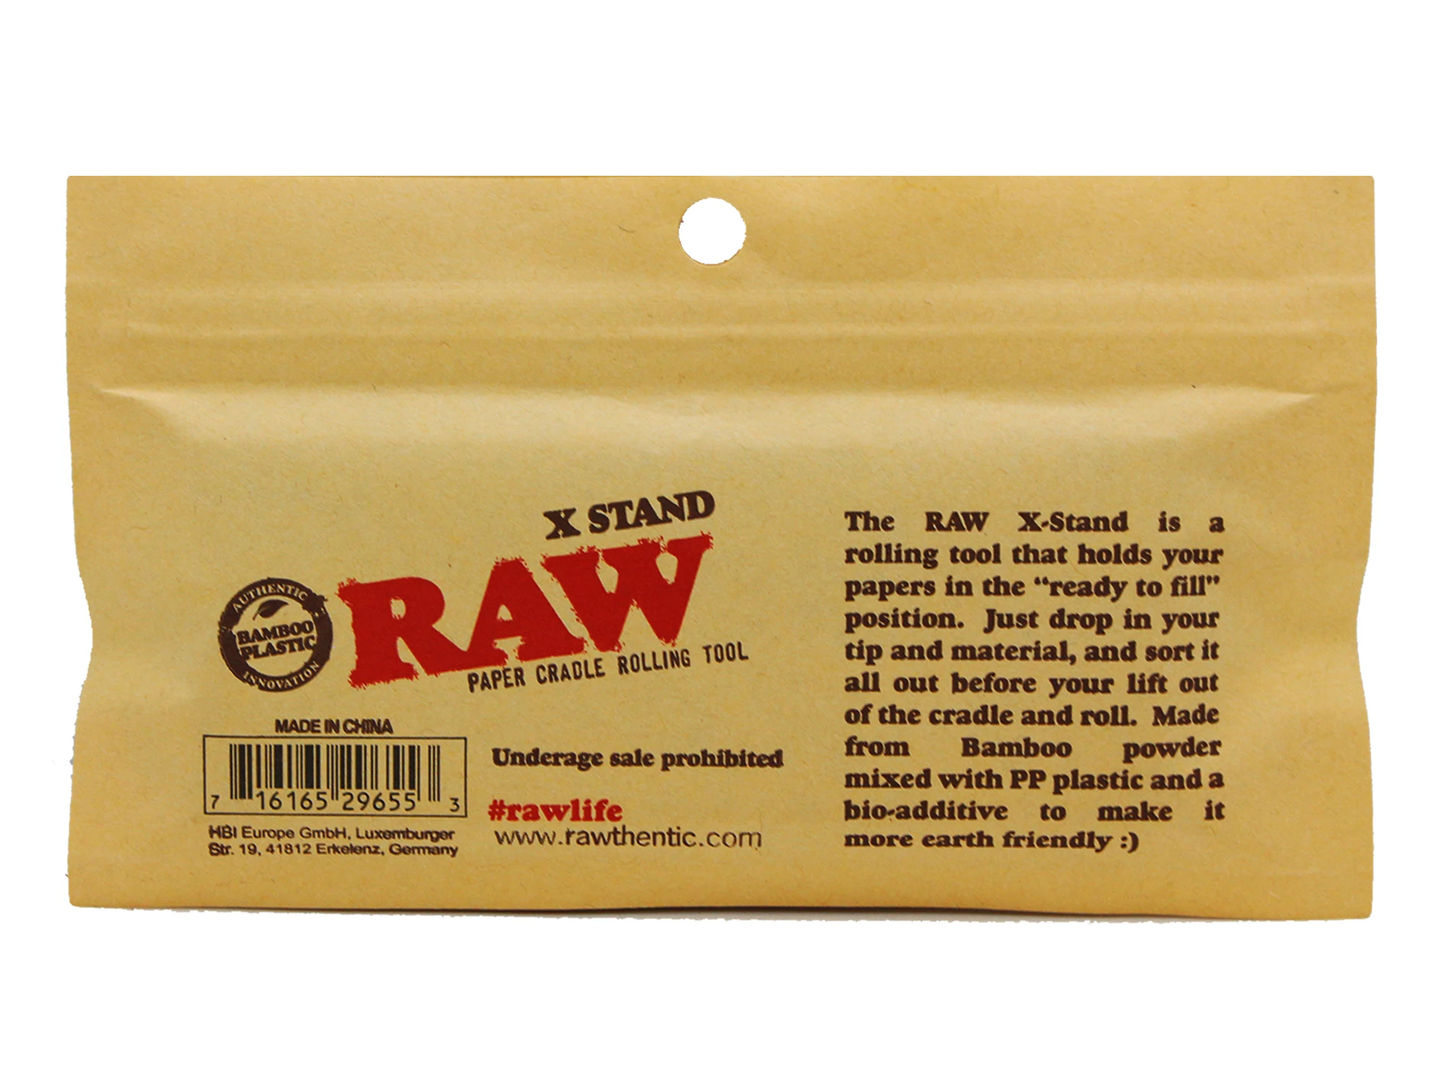 X STAND
RAW
PAPER CRADLE ROLLING TOOL
AUTHENTIC
BAMBOO
PLASTIC
INNOVATION
MADE IN CHINA
7 16165 29655 3
HBI Europe GmbH, Luxemburger
Str. 19, 41812 Erkelenz, Germany
Underage sale prohibited
#rawlife
www.rawthentic.com
The RAW X-Stand is a
rolling tool that holds your
papers in the “ready to fill”
position. Just drop in your
tip and material, and sort it
all out before your lift out
of the cradle and roll. Made
from Bamboo powder
mixed with PP plastic and a
bio-additive to make it
more earth friendly :)